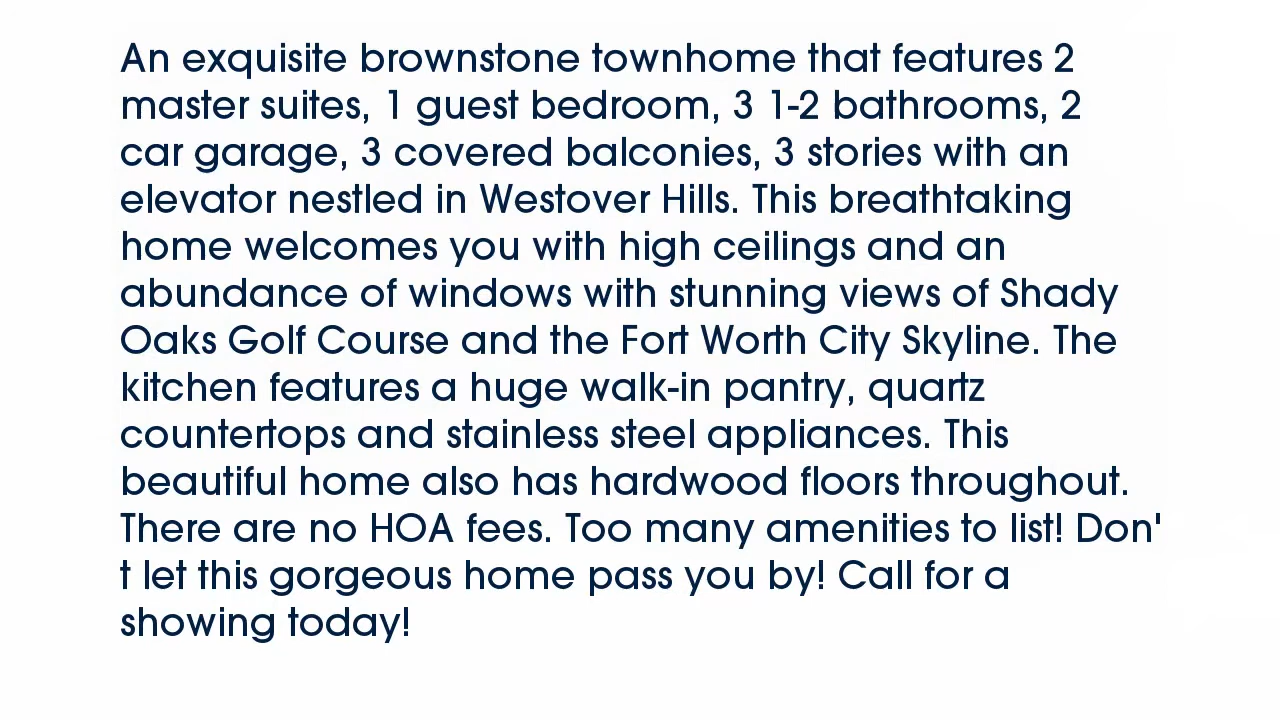 An exquisite brownstone townhome that features 2
master suites, 1 guest bedroom, 3 1-2 bathrooms, 2
car garage, 3 covered balconies, 3 stories with an
elevator nestled in Westover Hills. This breathtaking
home welcomes you with high ceilings and an
abundance of windows with stunning views of Shady
Oaks Golf Course and the Fort Worth City Skyline. The
kitchen features a huge walk-in pantry, quartz
countertops and stainless steel appliances. This
beautiful home also has hardwood floors throughout.
There are no HOA fees. Too many amenities to list! Don'
t let this gorgeous home pass you by! Call for a
showing today!